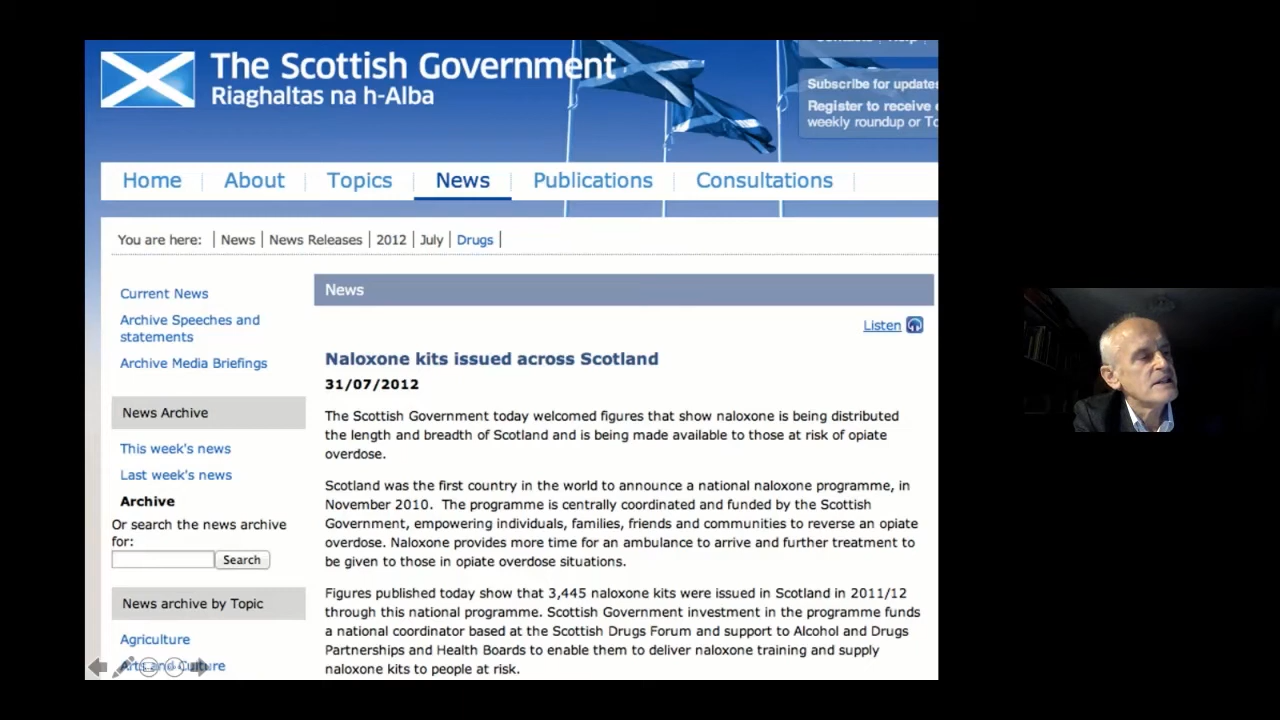 The Scottish Government
Riaghaltas na h-Alba
Subscribe for updates
Register to receive
weekly roundup or
Home
About
Topics
News
Publications
Consultations
You are here: | News | News Releases | 2012 | July | Drugs |
Current News
Archive Speeches and
statements
Archive Media Briefings
News Archive
This week's news
Last week's news
Archive
Or search the news archive
for:
Search
News archive by Topic
Agriculture
Arts and Culture
News
Listen
Naloxone kits issued across Scotland
31/07/2012
The Scottish Government today welcomed figures that show naloxone is being distributed
the length and breadth of Scotland and is being made available to those at risk of opiate
overdose.
Scotland was the first country in the world to announce a national naloxone programme, in
November 2010. The programme is centrally coordinated and funded by the Scottish
Government, empowering individuals, families, friends and communities to reverse an opiate
overdose. Naloxone provides more time for an ambulance to arrive and further treatment to
be given to those in opiate overdose situations.
Figures published today show that 3,445 naloxone kits were issued in Scotland in 2011/12
through this national programme. Scottish Government investment in the programme funds
a national coordinator based at the Scottish Drugs Forum and support to Alcohol and Drugs
Partnerships and Health Boards to enable them to deliver naloxone training and supply
naloxone kits to people at risk.